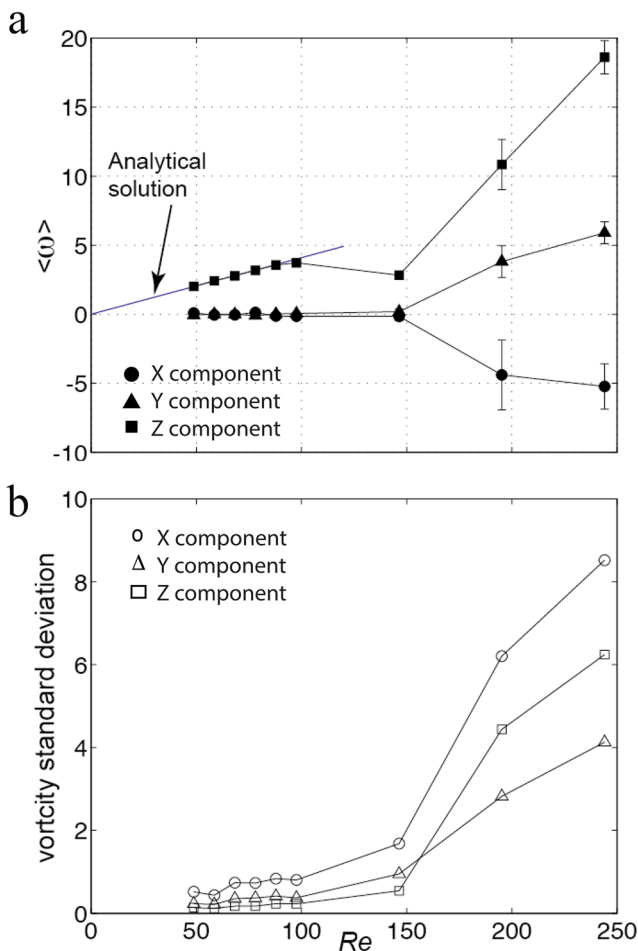 a
20
15
10
5
0
-5
-10
<ω>
Analytical
solution
X component
Y component
Z component
b
10
8
6
4
2
0
vortcity standard deviation
X component
Y component
Z component
0 50 100 150 200 250
Re